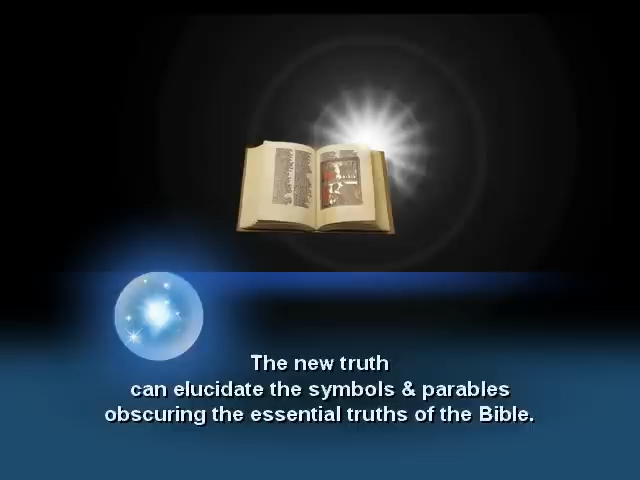 The new truth
can elucidate the symbols & parables
obscuring the essential truths of the Bible.